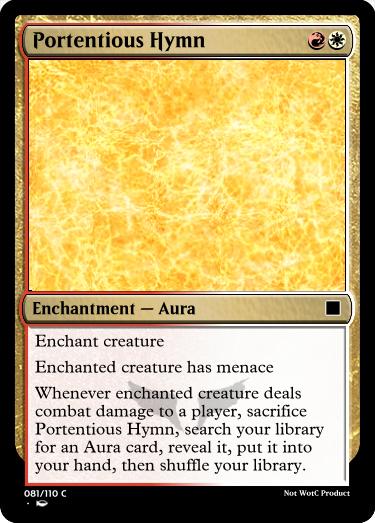 Portentious Hymn
Enchantment — Aura
Enchant creature
Enchanted creature has menace
Whenever enchanted creature deals
combat damage to a player, sacrifice
Portentious Hymn, search your library
for an Aura card, reveal it, put it into
your hand, then shuffle your library.
081/110 C
Not WotC Product